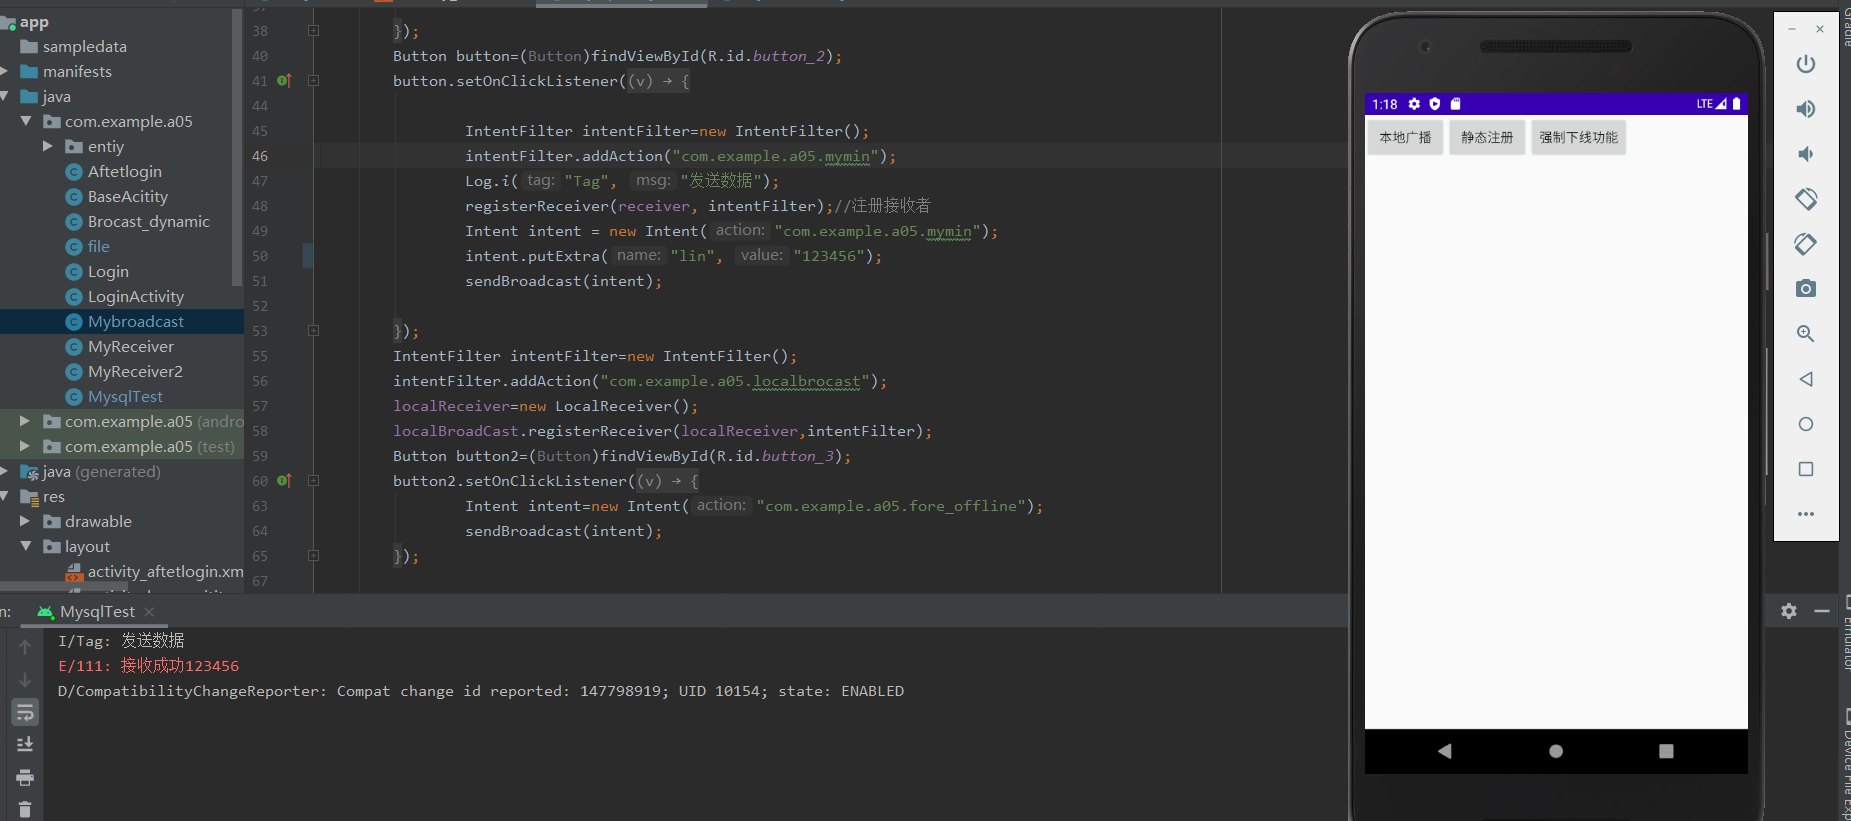 app
sampledata
manifests
java
com.example.a05
entiy
Aftetlogin
BaseAcitity
Brocast_dynamic
file
Login
LoginActivity
Mybroadcast
MyReceiver
MyReceiver2
MysqlTest
com.example.a05 (andro
com.example.a05 (test)
java (generated)
res
drawable
layout
activity_aftetlogin.xm
38 });
40 Button button=(Button)findViewById(R.id.button_2);
41 button.setOnClickListener((v) → {
44
45 IntentFilter intentFilter=new IntentFilter();
46 intentFilter.addAction("com.example.a05.mymin");
47 Log.i( tag: "Tag", msg: "发送数据");
48 registerReceiver(receiver, intentFilter);//注册接收者
49 Intent intent = new Intent( action: "com.example.a05.mymin");
50 intent.putExtra( name: "lin", value: "123456");
51 sendBroadcast(intent);
52
53 });
55 IntentFilter intentFilter=new IntentFilter();
56 intentFilter.addAction("com.example.a05.localbrocast");
57 localReceiver=new LocalReceiver();
58 localBroadCast.registerReceiver(localReceiver,intentFilter);
59 Button button2=(Button)findViewById(R.id.button_3);
60 button2.setOnClickListener((v) → {
63 Intent intent=new Intent( action: "com.example.a05.fore_offline");
64 sendBroadcast(intent);
65 });
67
n: MysqlTest
I/Tag: 发送数据
E/111: 接收成功123456
D/CompatibilityChangeReporter: Compat change id reported: 147798919; UID 10154; state: ENABLED
1:18 LTE
本地广播 静态注册 强制下线功能
Gradle
Emulator
Device File Exp